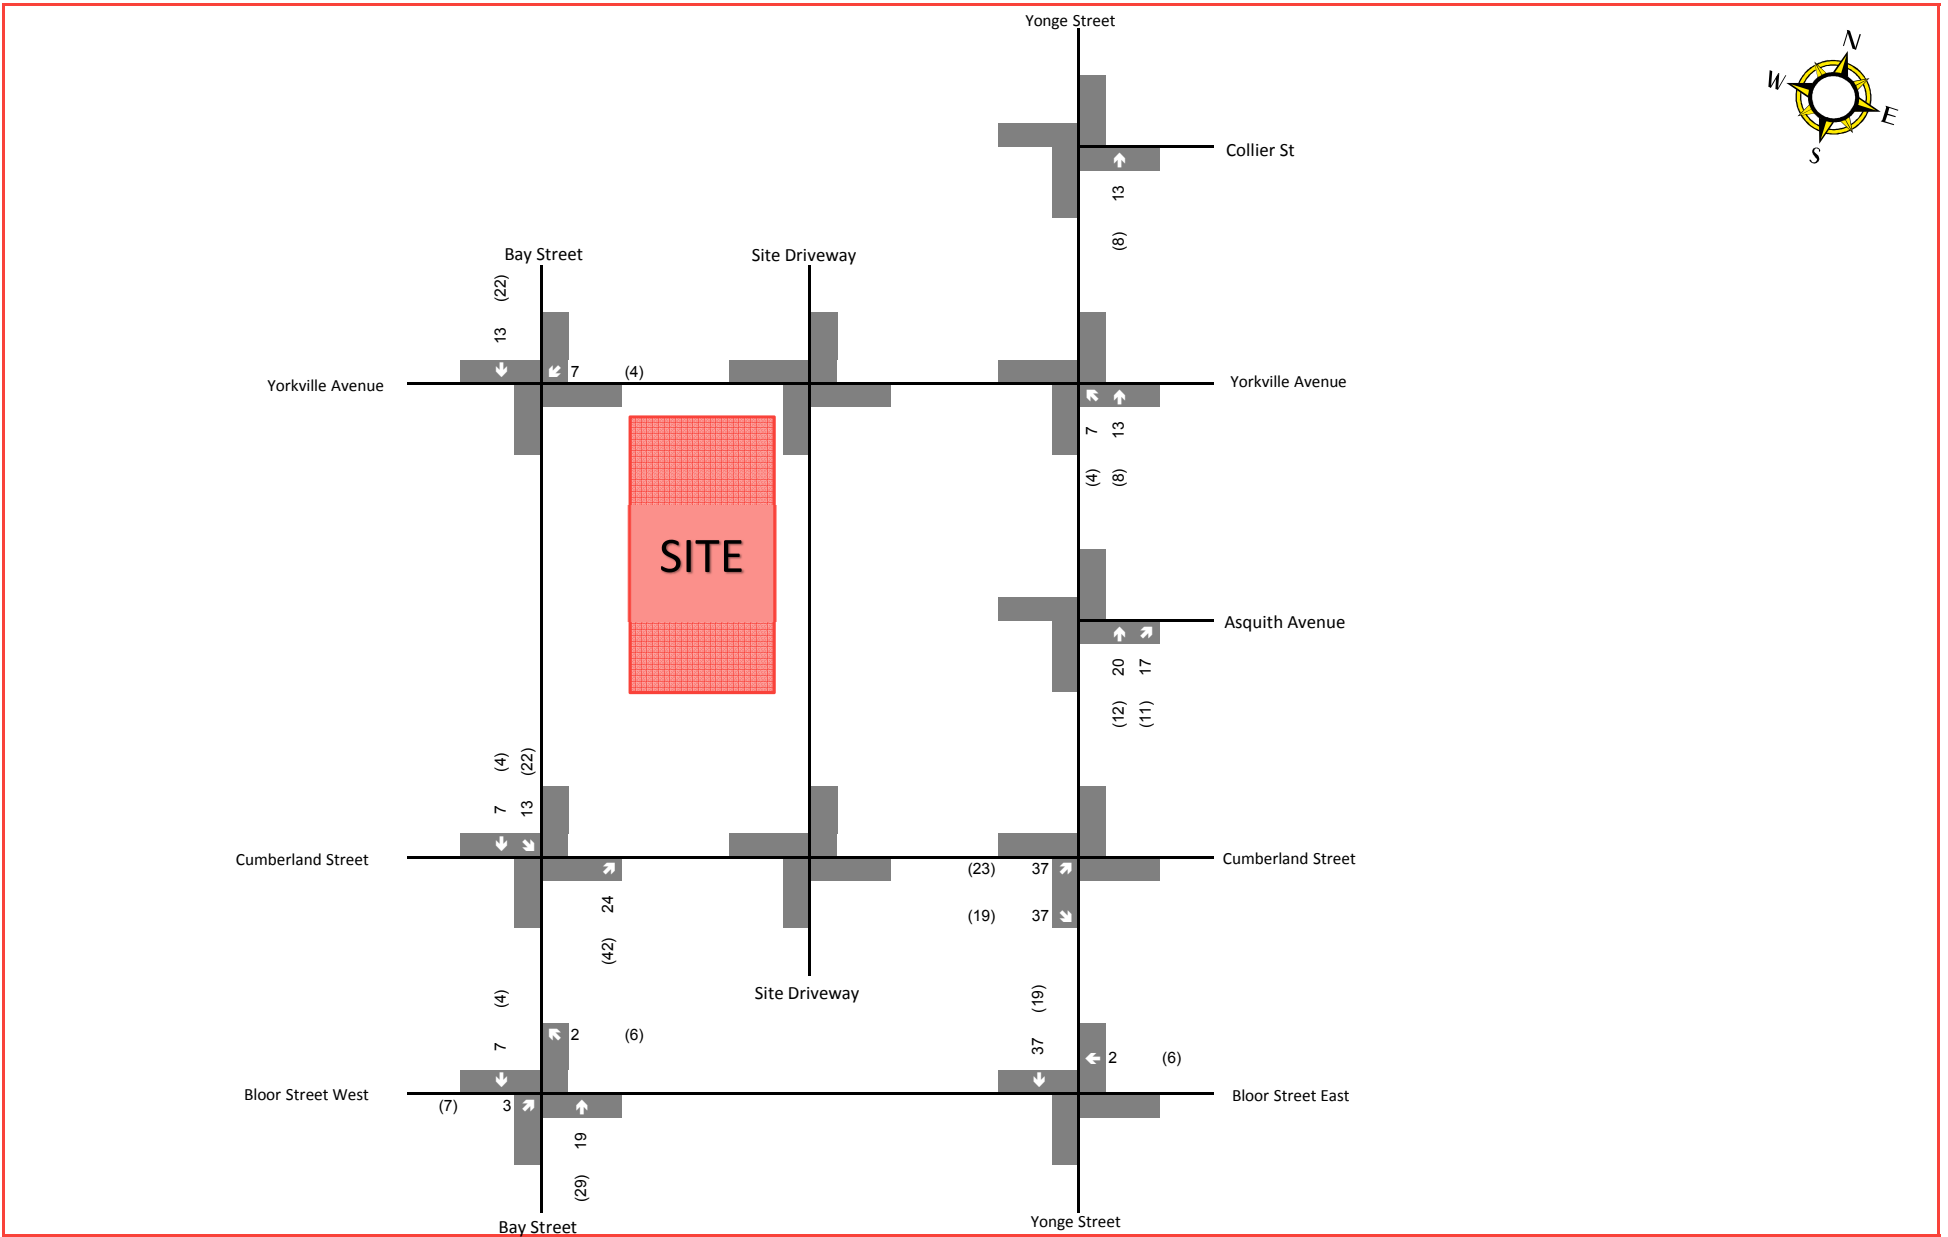 Yonge Street
N
W
E
S
Collier St
13
(8)
Bay Street
Site Driveway
(22)
13
7 (4)
Yorkville Avenue
Yorkville Avenue
7 13
(4) (8)
SITE
Asquith Avenue
20 17
(12) (11)
(4) (22)
7 13
Cumberland Street
Cumberland Street
(23) 37
24
(19) 37
(42)
Site Driveway
(4)
(19)
2 (6)
7
37
2 (6)
Bloor Street West
Bloor Street East
(7) 3
19
(29)
Bay Street
Yonge Street